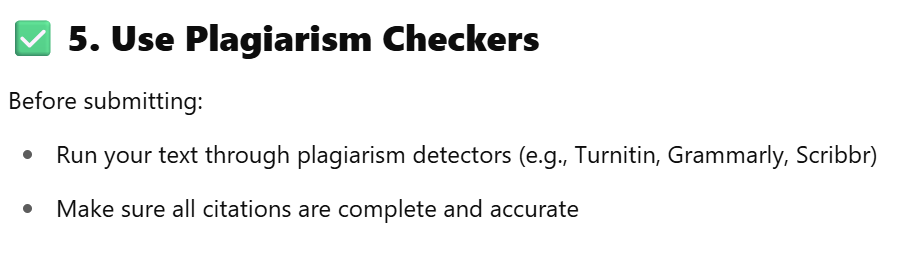 ✅ 5. Use Plagiarism Checkers
Before submitting:
• Run your text through plagiarism detectors (e.g., Turnitin, Grammarly, Scribbr)
• Make sure all citations are complete and accurate